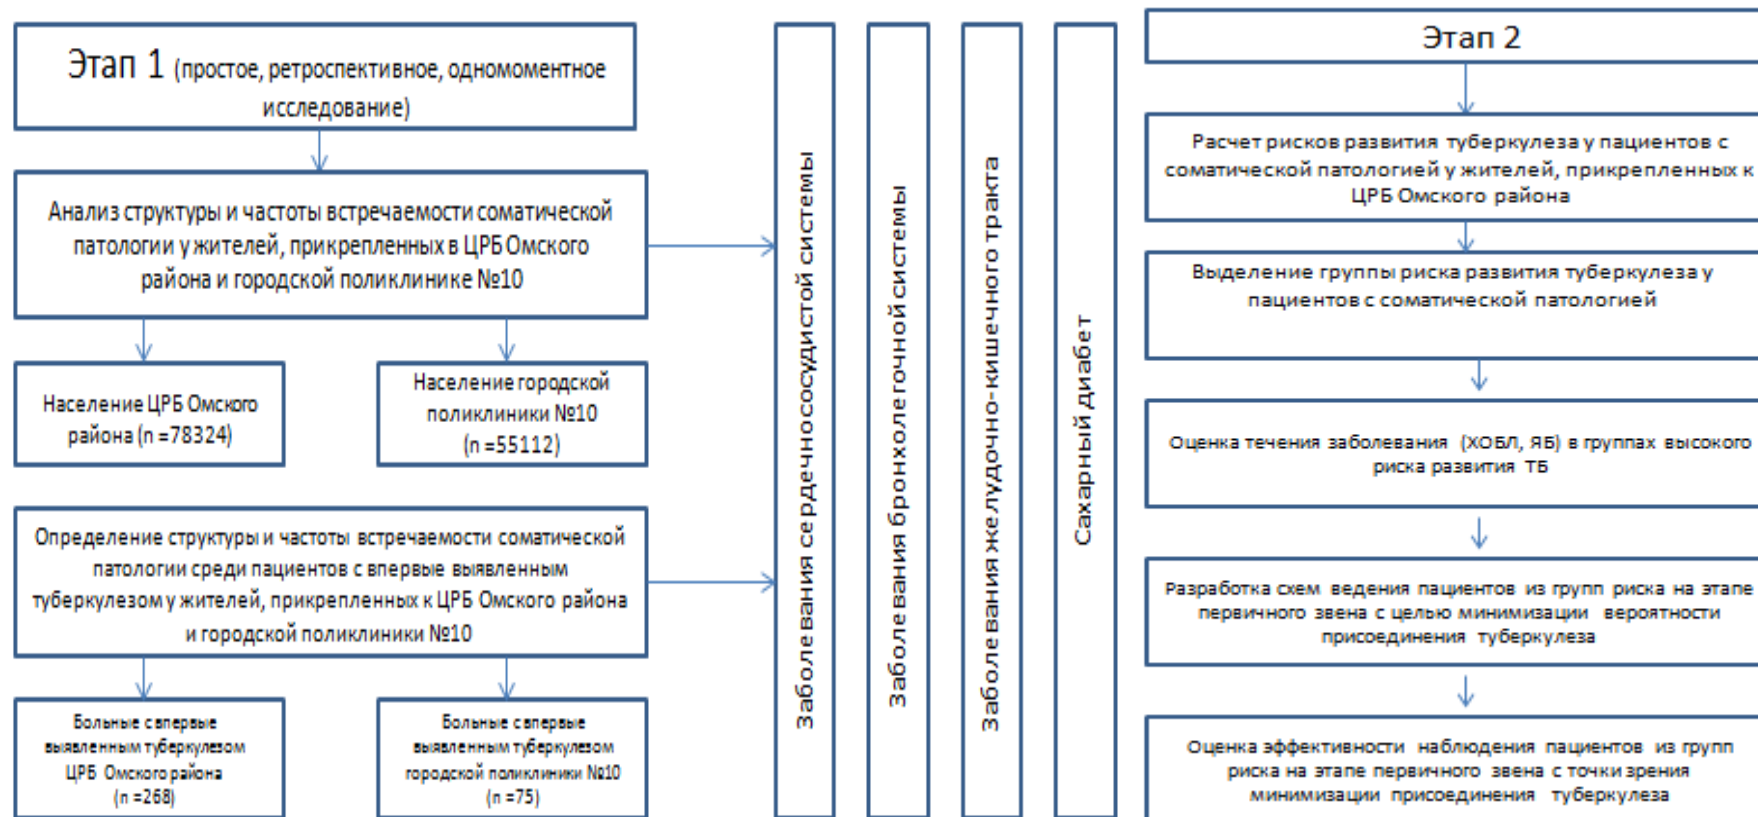 Этап 1 (простое, ретроспективное, одномоментное
исследование)
Анализ структуры и частоты встречаемости соматической
патологии у жителей, прикрепленных в ЦРБ Омского
района и городской поликлинике №10
Население ЦРБ Омского
района (n =78324)
Население городской
поликлиники №10
(n =55112)
Определение структуры и частоты встречаемости соматической
патологии среди пациентов с впервые выявленным
туберкулезом у жителей, прикрепленных к ЦРБ Омского района
и городской поликлиники №10
Больные с впервые
выявленным туберкулезом
ЦРБ Омского района
(n =268)
Больные с впервые
выявленным туберкулезом
городской поликлиники №10
(n =75)
Заболевания сердечнососудистой системы
Заболевания бронхолегочной системы
Заболевания желудочно-кишечного тракта
Сахарный диабет
Этап 2
Расчет рисков развития туберкулеза у пациентов с
соматической патологией у жителей, прикрепленных к
ЦРБ Омского района
Выделение группы риска развития туберкулеза у
пациентов с соматической патологией
Оценка течения заболевания (ХОБЛ, ЯБ) в группах высокого
риска развития ТБ
Разработка схем ведения пациентов из групп риска на этапе
первичного звена с целью минимизации вероятности
присоединения туберкулеза
Оценка эффективности наблюдения пациентов из групп
риска на этапе первичного звена с точки зрения
минимизации присоединения туберкулеза